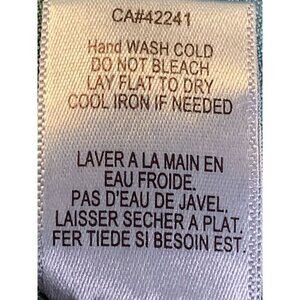 CA#42241
Hand WASH COLD
DO NOT BLEACH
LAY FLAT TO DRY
COOL IRON IF NEEDED
LAVER A LA MAIN EN
EAU FROIDE.
PAS D'EAU DE JAVEL.
LAISSER SECHER A PLAT.
FER TIEDE SI BESOIN EST.